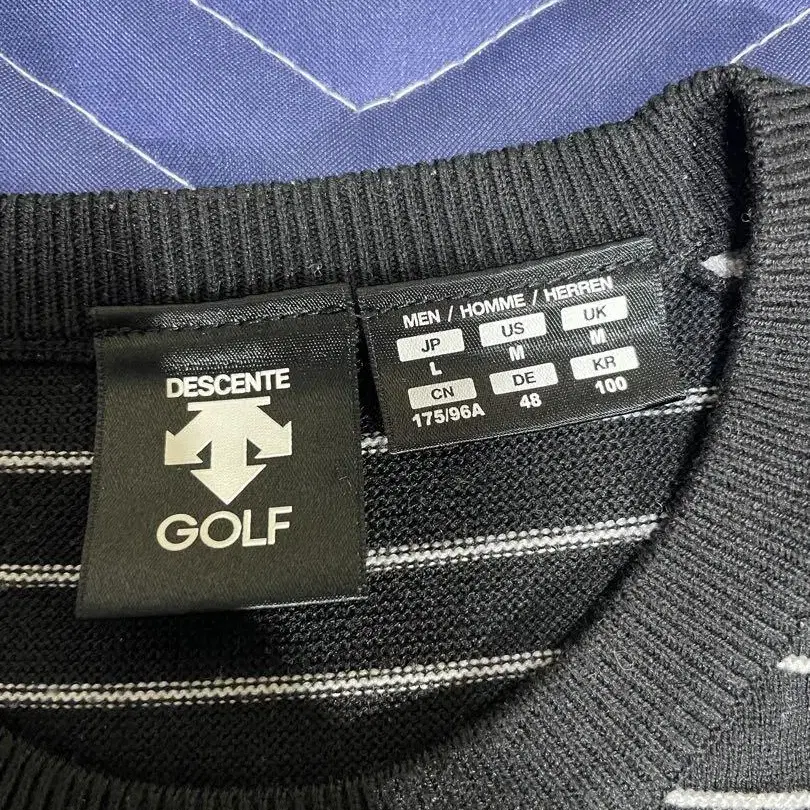 DESCENTE
GOLF
MEN / HOMME / HERREN
JP US UK
L M M
CN DE KR
175/96A 48 100